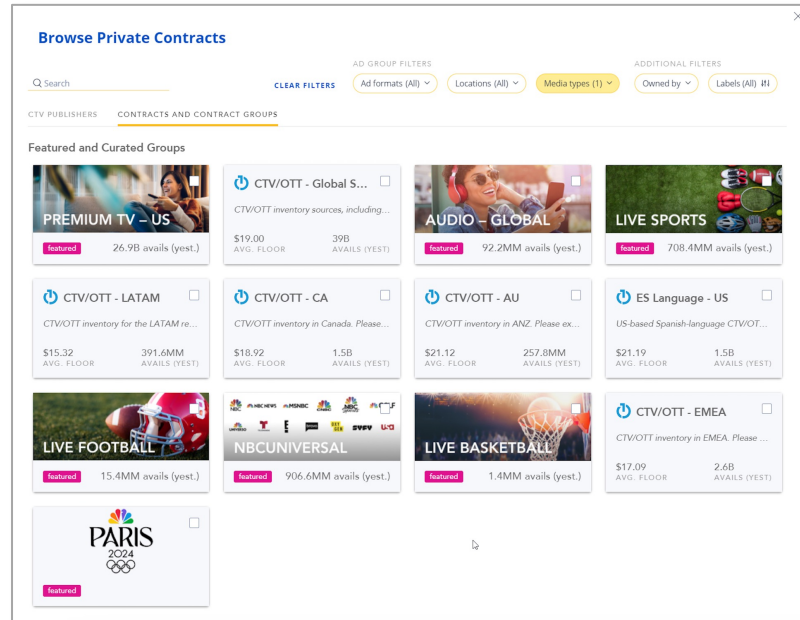 Browse Private Contracts
Search
CLEAR FILTERS
AD GROUP FILTERS
Ad formats (All)
Locations (All)
Media types (1)
ADDITIONAL FILTERS
Owned by
Labels (All)
CTV PUBLISHERS
CONTRACTS AND CONTRACT GROUPS
Featured and Curated Groups
PREMIUM TV – US
featured
26.9B avails (yest.)
CTV/OTT - Global S...
CTV/OTT inventory sources, including...
$19.00
39B
AVG. FLOOR
AVAILS (YEST)
AUDIO – GLOBAL
featured
92.2MM avails (yest.)
LIVE SPORTS
featured
708.4MM avails (yest.)
CTV/OTT - LATAM
CTV/OTT inventory for the LATAM re...
$15.32
391.6MM
AVG. FLOOR
AVAILS (YEST)
CTV/OTT - CA
CTV/OTT inventory in Canada. Please...
$18.92
1.5B
AVG. FLOOR
AVAILS (YEST)
CTV/OTT - AU
CTV/OTT inventory in ANZ. Please ex...
$21.12
257.8MM
AVG. FLOOR
AVAILS (YEST)
ES Language - US
US-based Spanish-language CTV/OT...
$21.19
1.5B
AVG. FLOOR
AVAILS (YEST)
LIVE FOOTBALL
featured
15.4MM avails (yest.)
NBC NEWS
MSNBC
SYFY
USA
NBCUNIVERSAL
featured
906.6MM avails (yest.)
LIVE BASKETBALL
featured
1.4MM avails (yest.)
CTV/OTT - EMEA
CTV/OTT inventory in EMEA. Please ...
$17.09
2.6B
AVG. FLOOR
AVAILS (YEST)
PARIS
2024
featured